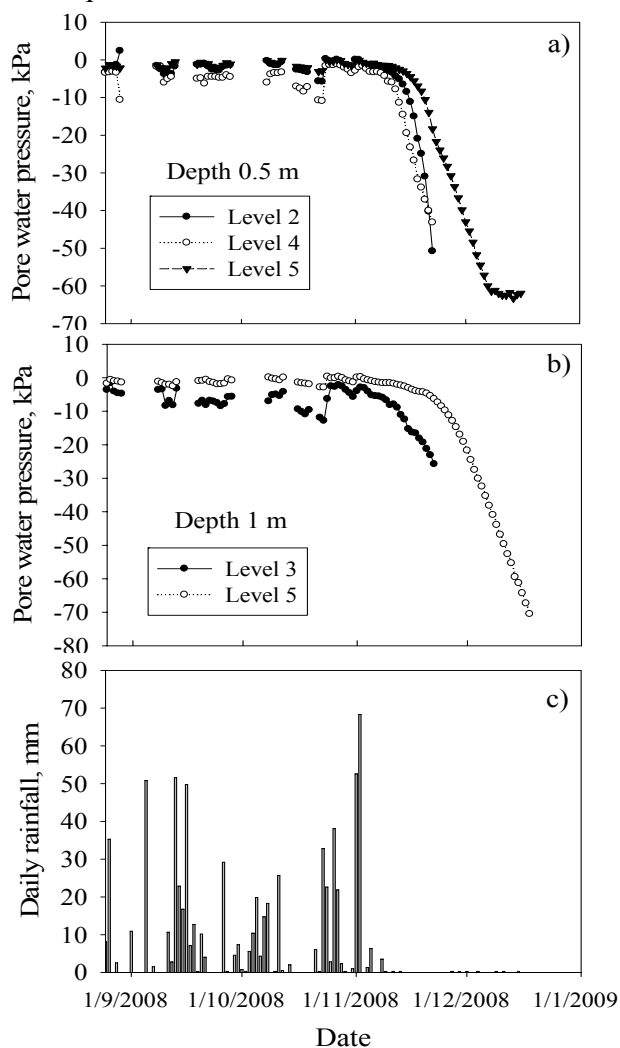 10
0
-10
-20
-30
-40
-50
-60
-70
Pore water pressure, kPa
a)
Depth 0.5 m
Level 2
Level 4
Level 5
10
0
-10
-20
-30
-40
-50
-60
-70
-80
Pore water pressure, kPa
b)
Depth 1 m
Level 3
Level 5
80
70
60
50
40
30
20
10
0
Daily rainfall, mm
c)
1/9/2008 1/10/2008 1/11/2008 1/12/2008 1/1/2009
Date